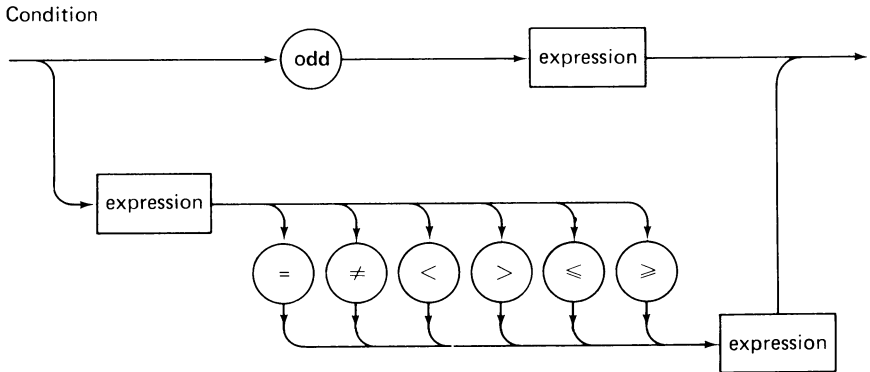 Condition
odd
expression
expression
= ≠ < > ⩽ ⩾
expression